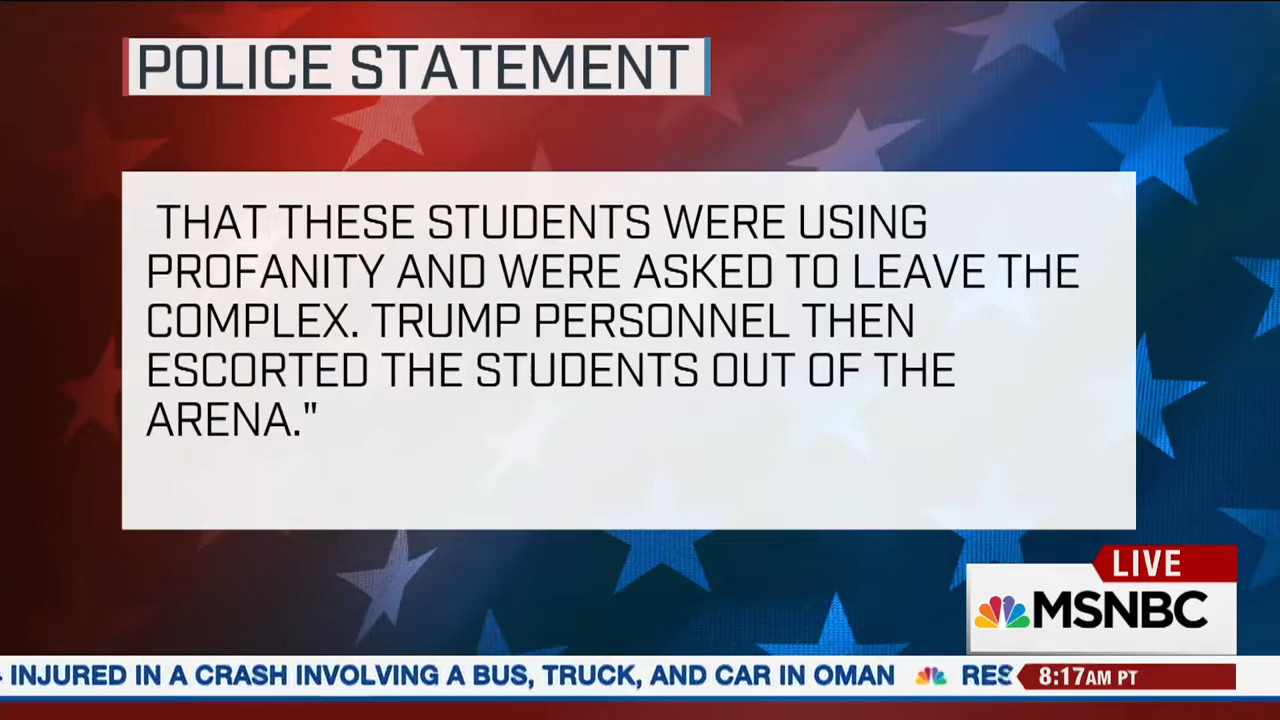 POLICE STATEMENT
THAT THESE STUDENTS WERE USING
PROFANITY AND WERE ASKED TO LEAVE THE
COMPLEX. TRUMP PERSONNEL THEN
ESCORTED THE STUDENTS OUT OF THE
ARENA."
LIVE
MSNBC
INJURED IN A CRASH INVOLVING A BUS, TRUCK, AND CAR IN OMAN RES 8:17AM PT